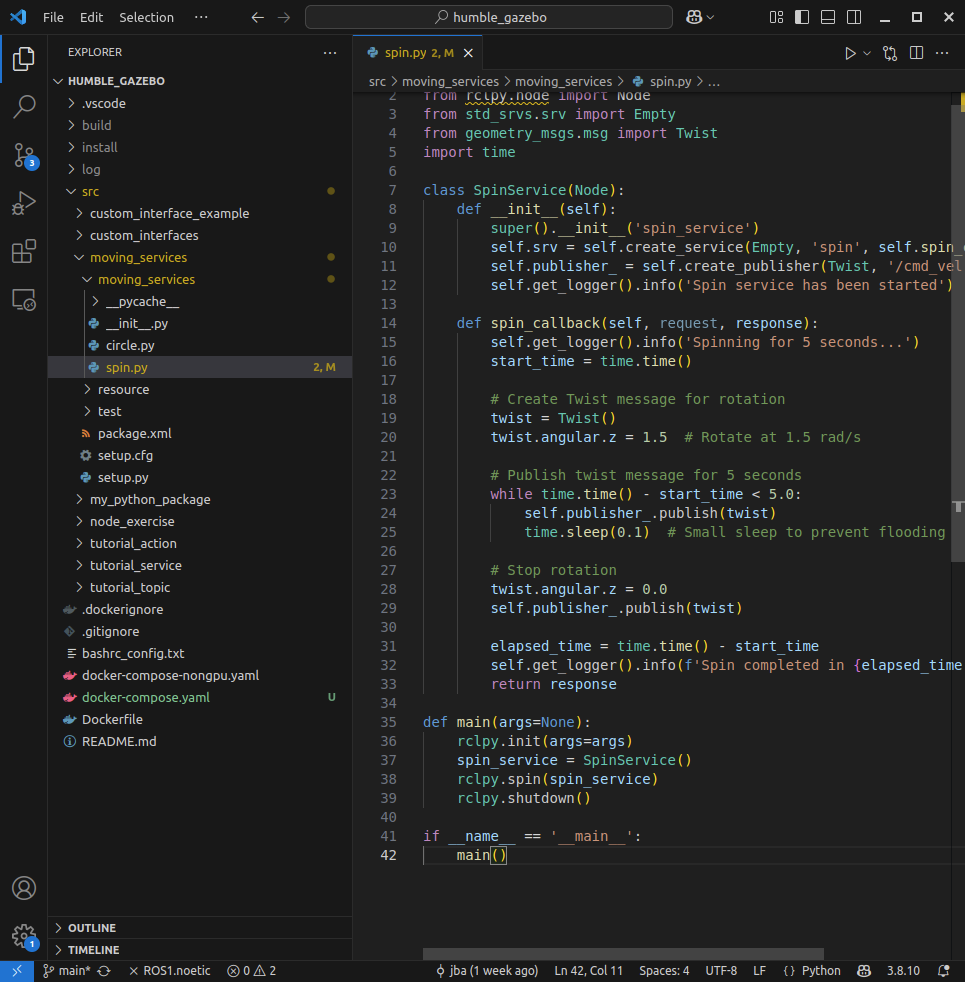 File Edit Selection ··· humble_gazebo
EXPLORER ···
HUMBLE_GAZEBO
.vscode
build
install
log
src
custom_interface_example
custom_interfaces
moving_services
moving_services
__pycache__
__init__.py
circle.py
spin.py 2, M
resource
test
package.xml
setup.cfg
setup.py
my_python_package
node_exercise
tutorial_action
tutorial_service
tutorial_topic
.dockerignore
.gitignore
bashrc_config.txt
docker-compose-nongpu.yaml
docker-compose.yaml U
Dockerfile
README.md
OUTLINE
TIMELINE
3
1
spin.py 2, M
src > moving_services > moving_services > spin.py > ...
2 from rclpy.node import Node
3 from std_srvs.srv import Empty
4 from geometry_msgs.msg import Twist
5 import time
6
7 class SpinService(Node):
8 def __init__(self):
9 super().__init__('spin_service')
10 self.srv = self.create_service(Empty, 'spin', self.spin_
11 self.publisher_ = self.create_publisher(Twist, '/cmd_vel
12 self.get_logger().info('Spin service has been started')
13
14 def spin_callback(self, request, response):
15 self.get_logger().info('Spinning for 5 seconds...')
16 start_time = time.time()
17
18 # Create Twist message for rotation
19 twist = Twist()
20 twist.angular.z = 1.5  # Rotate at 1.5 rad/s
21
22 # Publish twist message for 5 seconds
23 while time.time() - start_time < 5.0:
24 self.publisher_.publish(twist)
25 time.sleep(0.1)  # Small sleep to prevent flooding
26
27 # Stop rotation
28 twist.angular.z = 0.0
29 self.publisher_.publish(twist)
30
31 elapsed_time = time.time() - start_time
32 self.get_logger().info(f'Spin completed in {elapsed_time
33 return response
34
35 def main(args=None):
36 rclpy.init(args=args)
37 spin_service = SpinService()
38 rclpy.spin(spin_service)
39 rclpy.shutdown()
40
41 if __name__ == '__main__':
42 main()
main* ROS1.noetic 0 2 jba (1 week ago) Ln 42, Col 11 Spaces: 4 UTF-8 LF {} Python 3.8.10